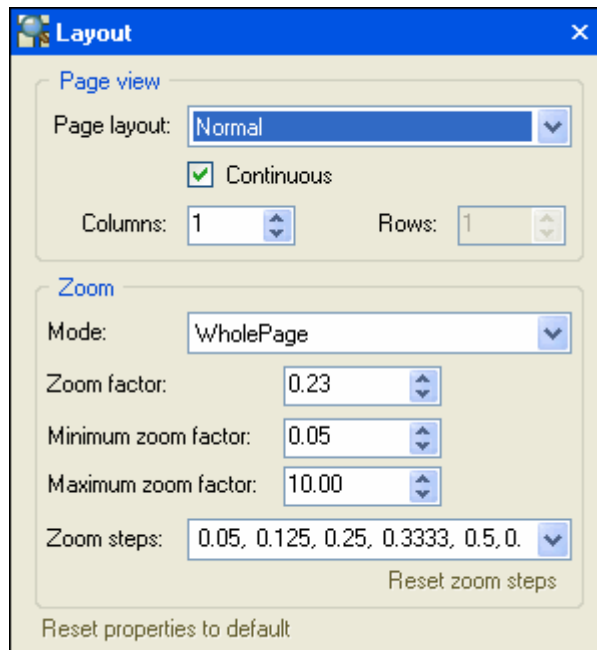 Layout
Page view
Page layout: Normal
Continuous
Columns: 1 Rows: 1
Zoom
Mode: WholePage
Zoom factor: 0.23
Minimum zoom factor: 0.05
Maximum zoom factor: 10.00
Zoom steps: 0.05, 0.125, 0.25, 0.3333, 0.5, 0.
Reset zoom steps
Reset properties to default